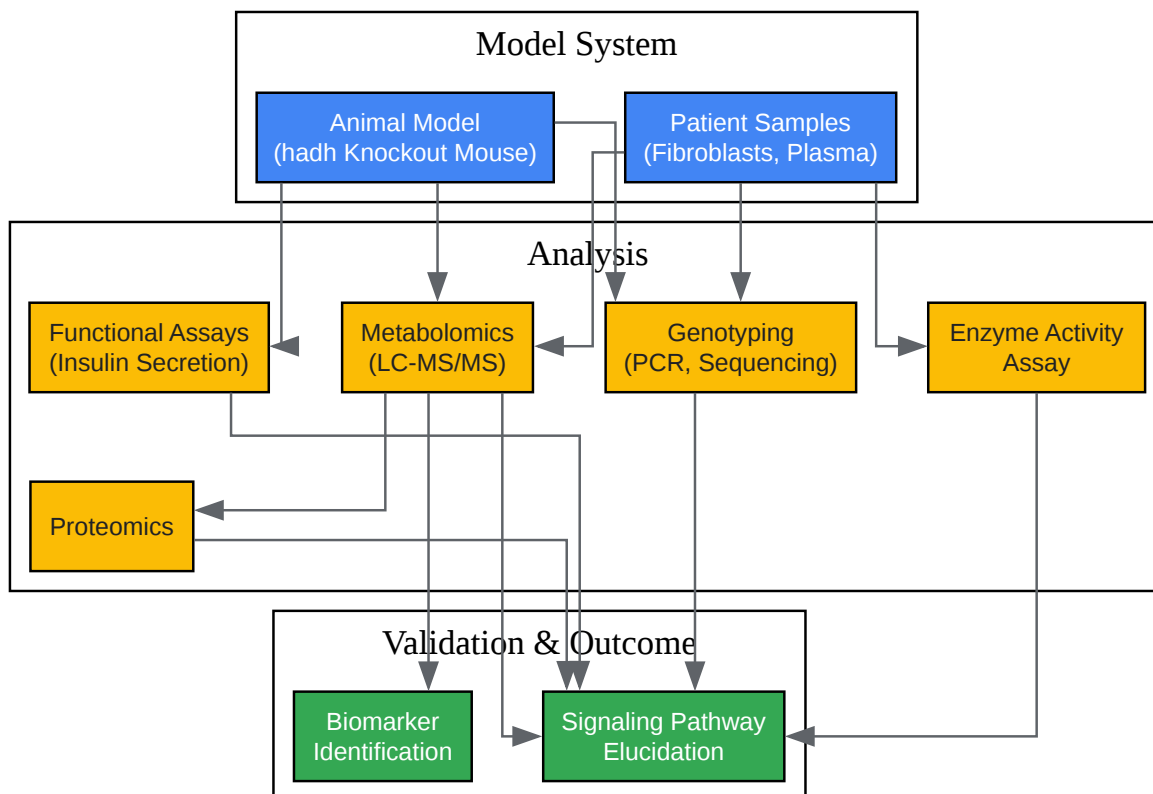 Model System
Animal Model
(hadh Knockout Mouse)
Patient Samples
(Fibroblasts, Plasma)
Analysis
Functional Assays
(Insulin Secretion)
Metabolomics
(LC-MS/MS)
Genotyping
(PCR, Sequencing)
Enzyme Activity
Assay
Proteomics
Validation & Outcome
Biomarker
Identification
Signaling Pathway
Elucidation